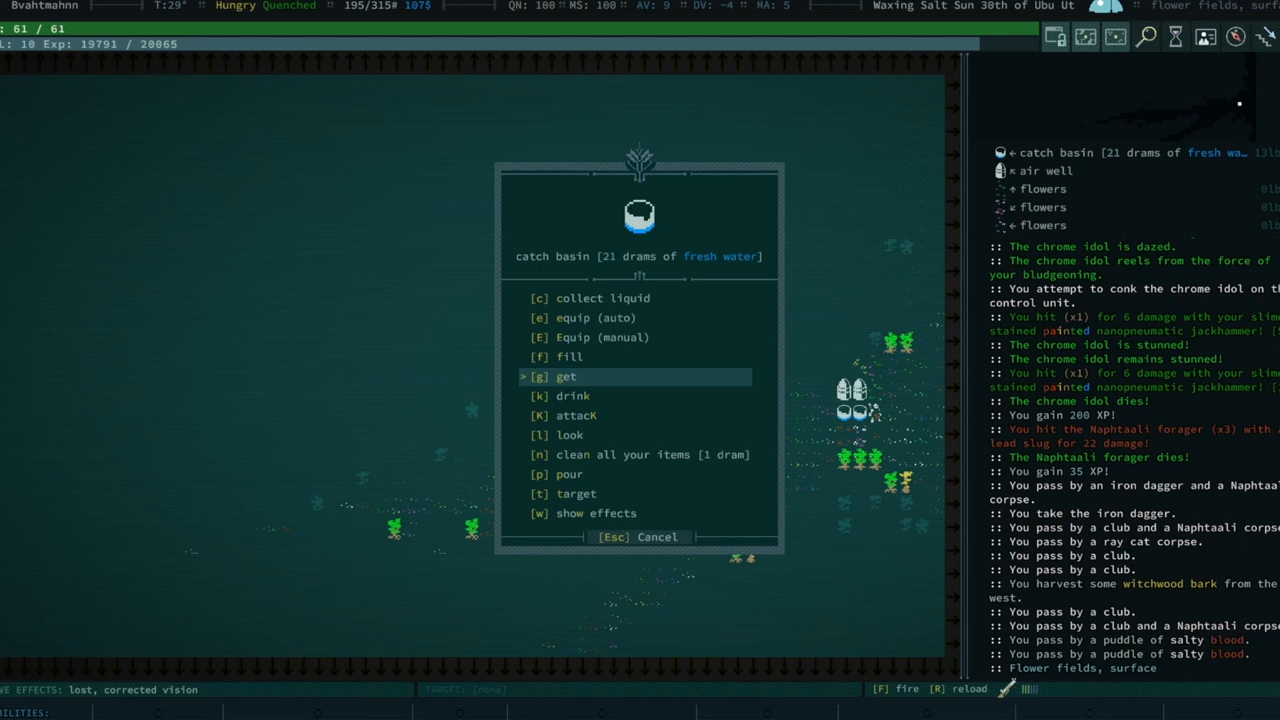 Bvahtmahnn T:29° Hungry Quenched 195/315# 107$ QN: 100 MS: 100 AV: 9 DV: -4 MA: 5 Waxing Salt Sun 30th of Ubu Ut flower fields, surf
: 61 / 61
L: 10 Exp: 19791 / 20065
catch basin [21 drams of fresh wa… 13lb
air well
flowers 0lb
flowers 0lb
flowers 0lb
catch basin [21 drams of fresh water]
[c] collect liquid
[e] equip (auto)
[E] Equip (manual)
[f] fill
> [g] get
[k] drink
[K] attacK
[l] look
[n] clean all your items [1 dram]
[p] pour
[t] target
[w] show effects
[Esc] Cancel
:: The chrome idol is dazed.
:: The chrome idol reels from the force of
your bludgeoning.
:: You attempt to conk the chrome idol on th
control unit.
:: You hit (x1) for 6 damage with your slim
stained painted nanopneumatic jackhammer! [
:: The chrome idol is stunned!
:: The chrome idol remains stunned!
:: You hit (x1) for 6 damage with your slim
stained painted nanopneumatic jackhammer! [
:: The chrome idol dies!
:: You gain 200 XP!
:: You hit the Naphtaali forager (x3) with
lead slug for 22 damage!
:: The Naphtaali forager dies!
:: You gain 35 XP!
:: You pass by an iron dagger and a Naphtaa
corpse.
:: You take the iron dagger.
:: You pass by a club and a Naphtaali corps
:: You pass by a ray cat corpse.
:: You pass by a club.
:: You pass by a club.
:: You harvest some witchwood bark from the
west.
:: You pass by a club.
:: You pass by a club and a Naphtaali corps
:: You pass by a puddle of salty blood.
:: You pass by a puddle of salty blood.
:: Flower fields, surface
VE EFFECTS: lost, corrected vision TARGET: [none] [F] fire [R] reload
BILITIES: